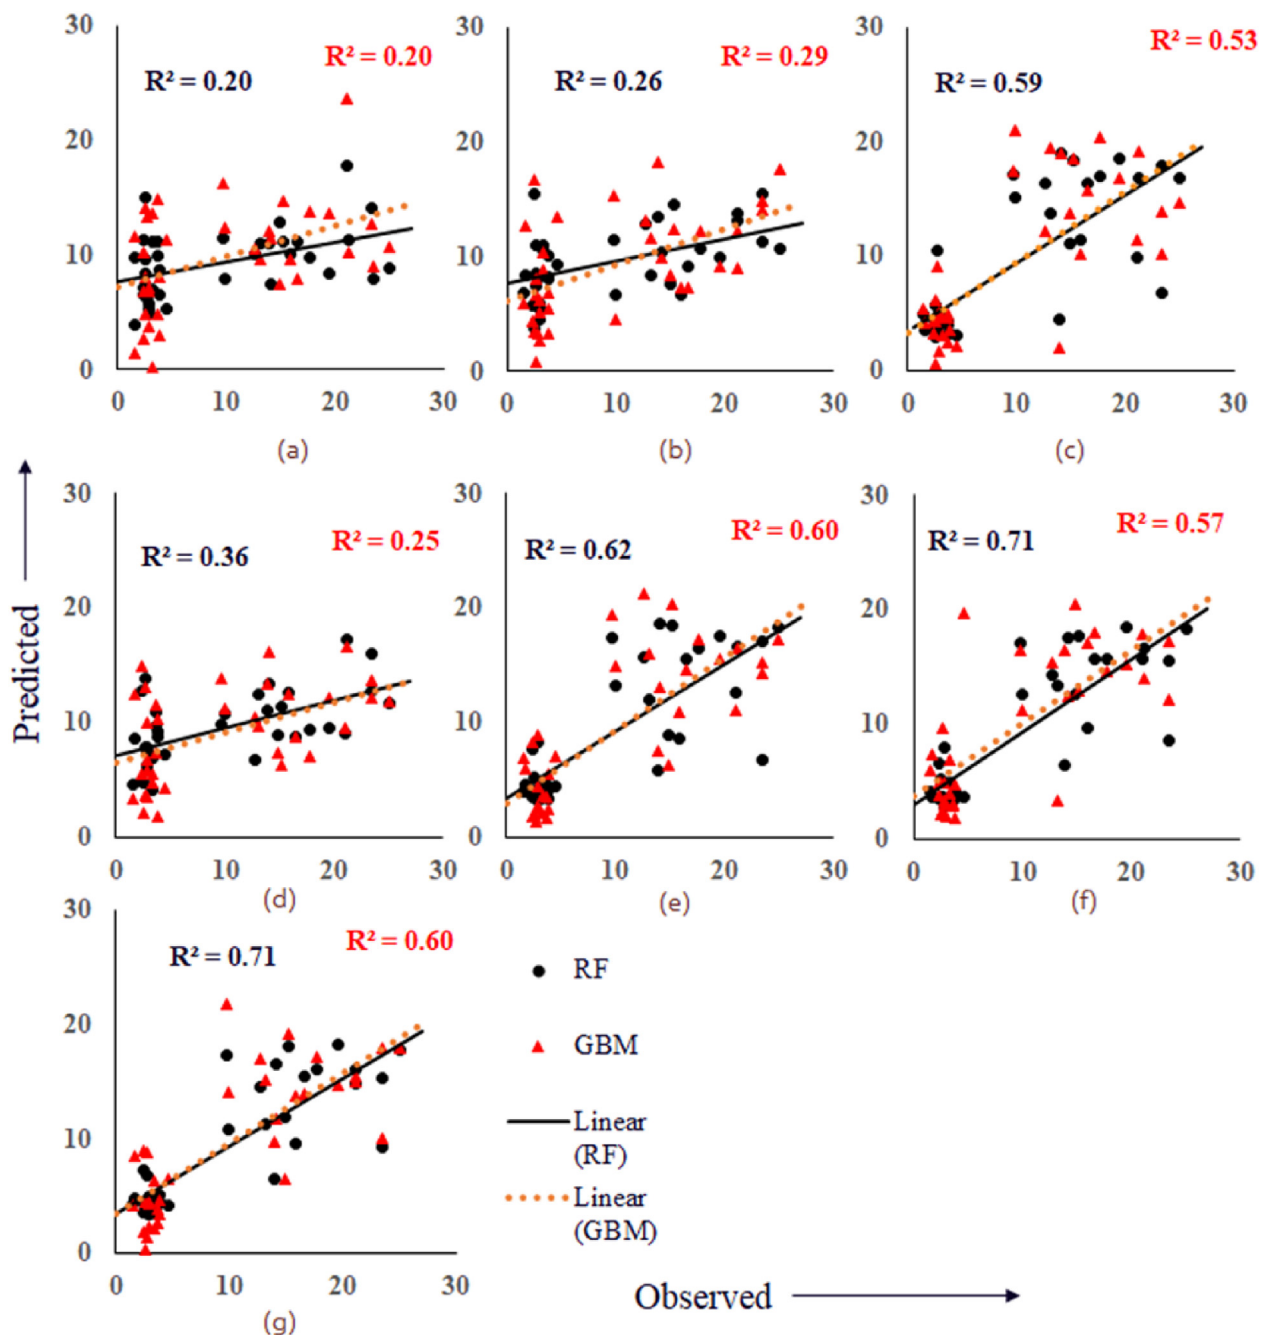 30
20
10
0
0 10 20 30
R² = 0.20
R² = 0.20
(a)
30
20
10
0
0 10 20 30
R² = 0.26
R² = 0.29
(b)
30
20
10
0
0 10 20 30
R² = 0.59
R² = 0.53
(c)
Predicted
30
20
10
0
0 10 20 30
R² = 0.36
R² = 0.25
(d)
30
20
10
0
0 10 20 30
R² = 0.62
R² = 0.60
(e)
30
20
10
0
0 10 20 30
R² = 0.71
R² = 0.57
(f)
30
20
10
0
0 10 20 30
R² = 0.71
R² = 0.60
(g)
RF
GBM
Linear
(RF)
Linear
(GBM)
Observed